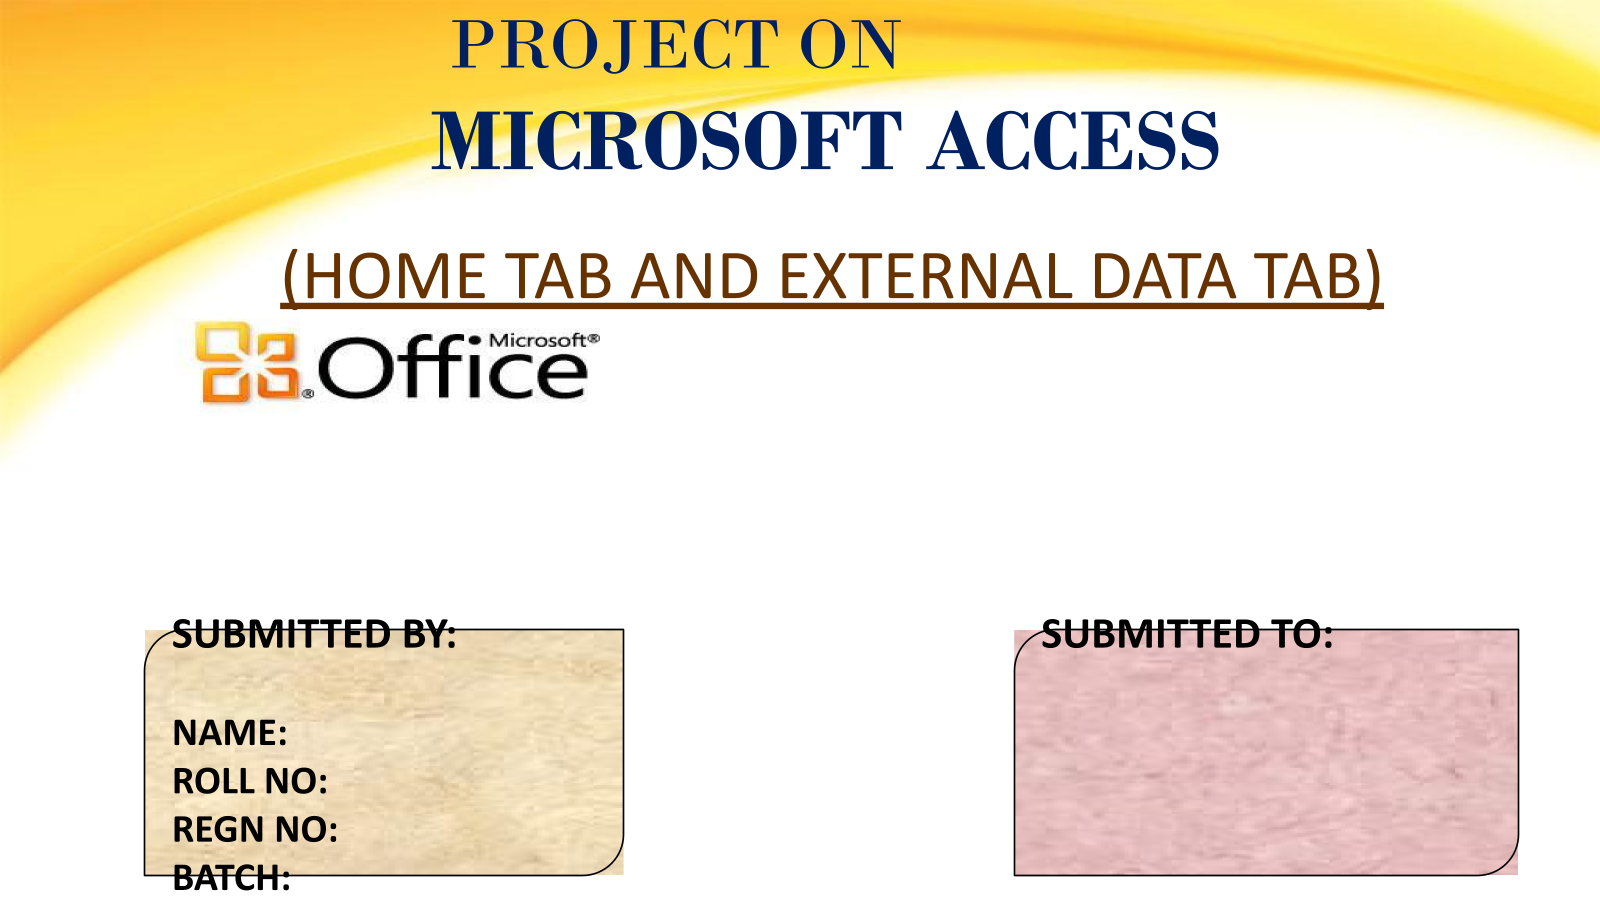 PROJECT ON
MICROSOFT ACCESS
(HOME TAB AND EXTERNAL DATA TAB)
Microsoft®
®Office
SUBMITTED BY:
NAME:
ROLL NO:
REGN NO:
BATCH:
SUBMITTED TO: